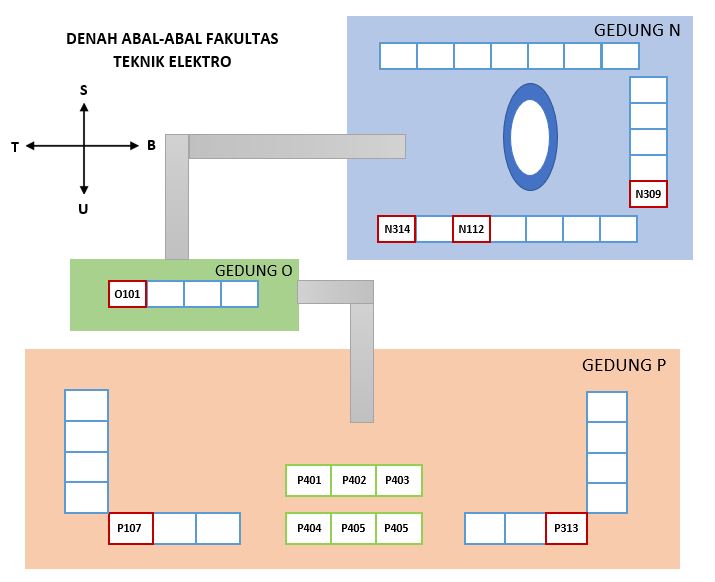 DENAH ABAL-ABAL FAKULTAS
TEKNIK ELEKTRO
GEDUNG N
S
T
B
U
N309
N314
N112
GEDUNG O
O101
GEDUNG P
P401 P402 P403
P107
P404 P405 P405
P313